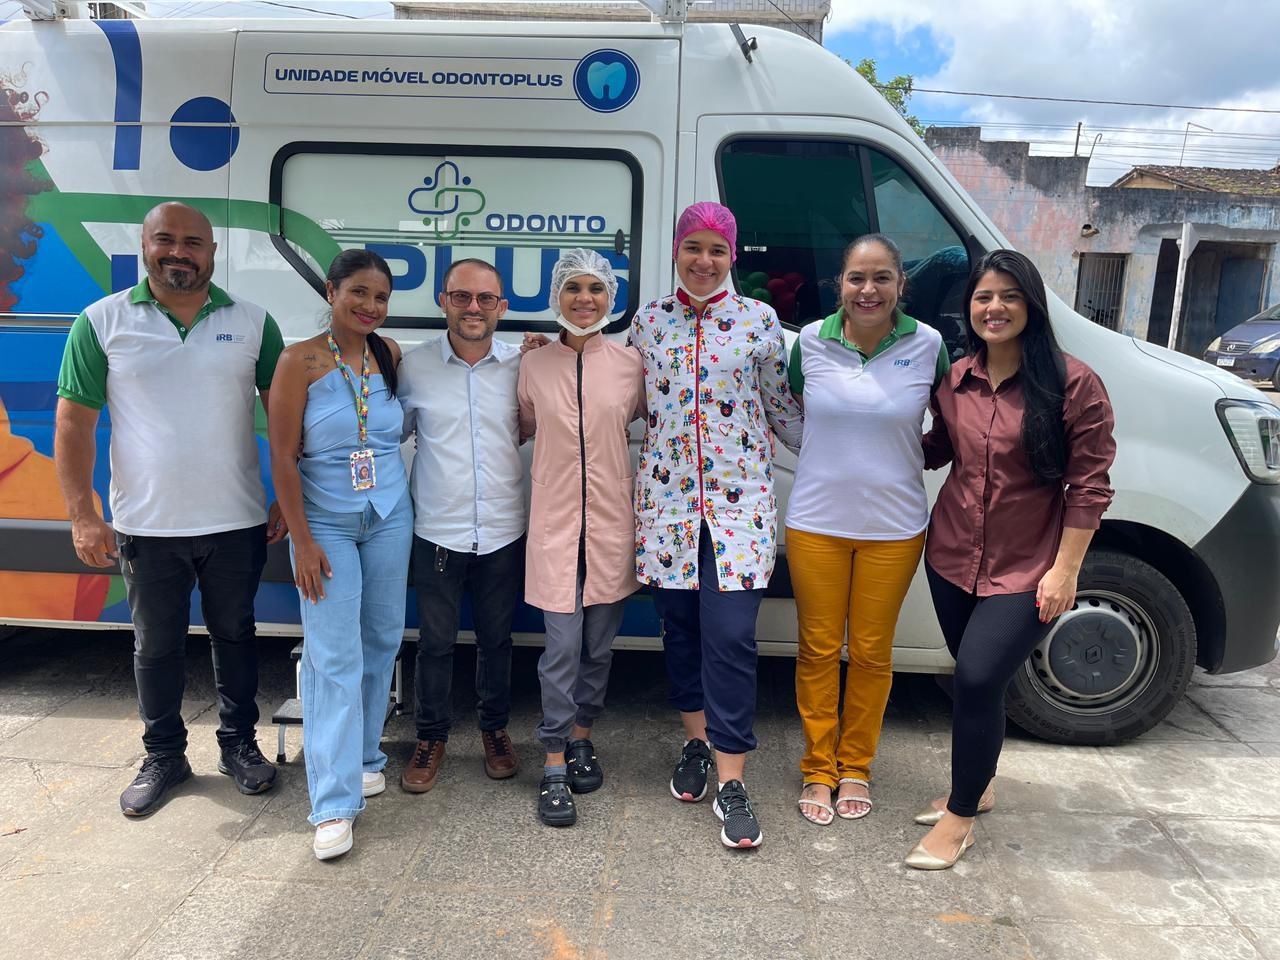 UNIDADE MÓVEL ODONTOPLUS
ODONTO
PLUS
iRB
iRB